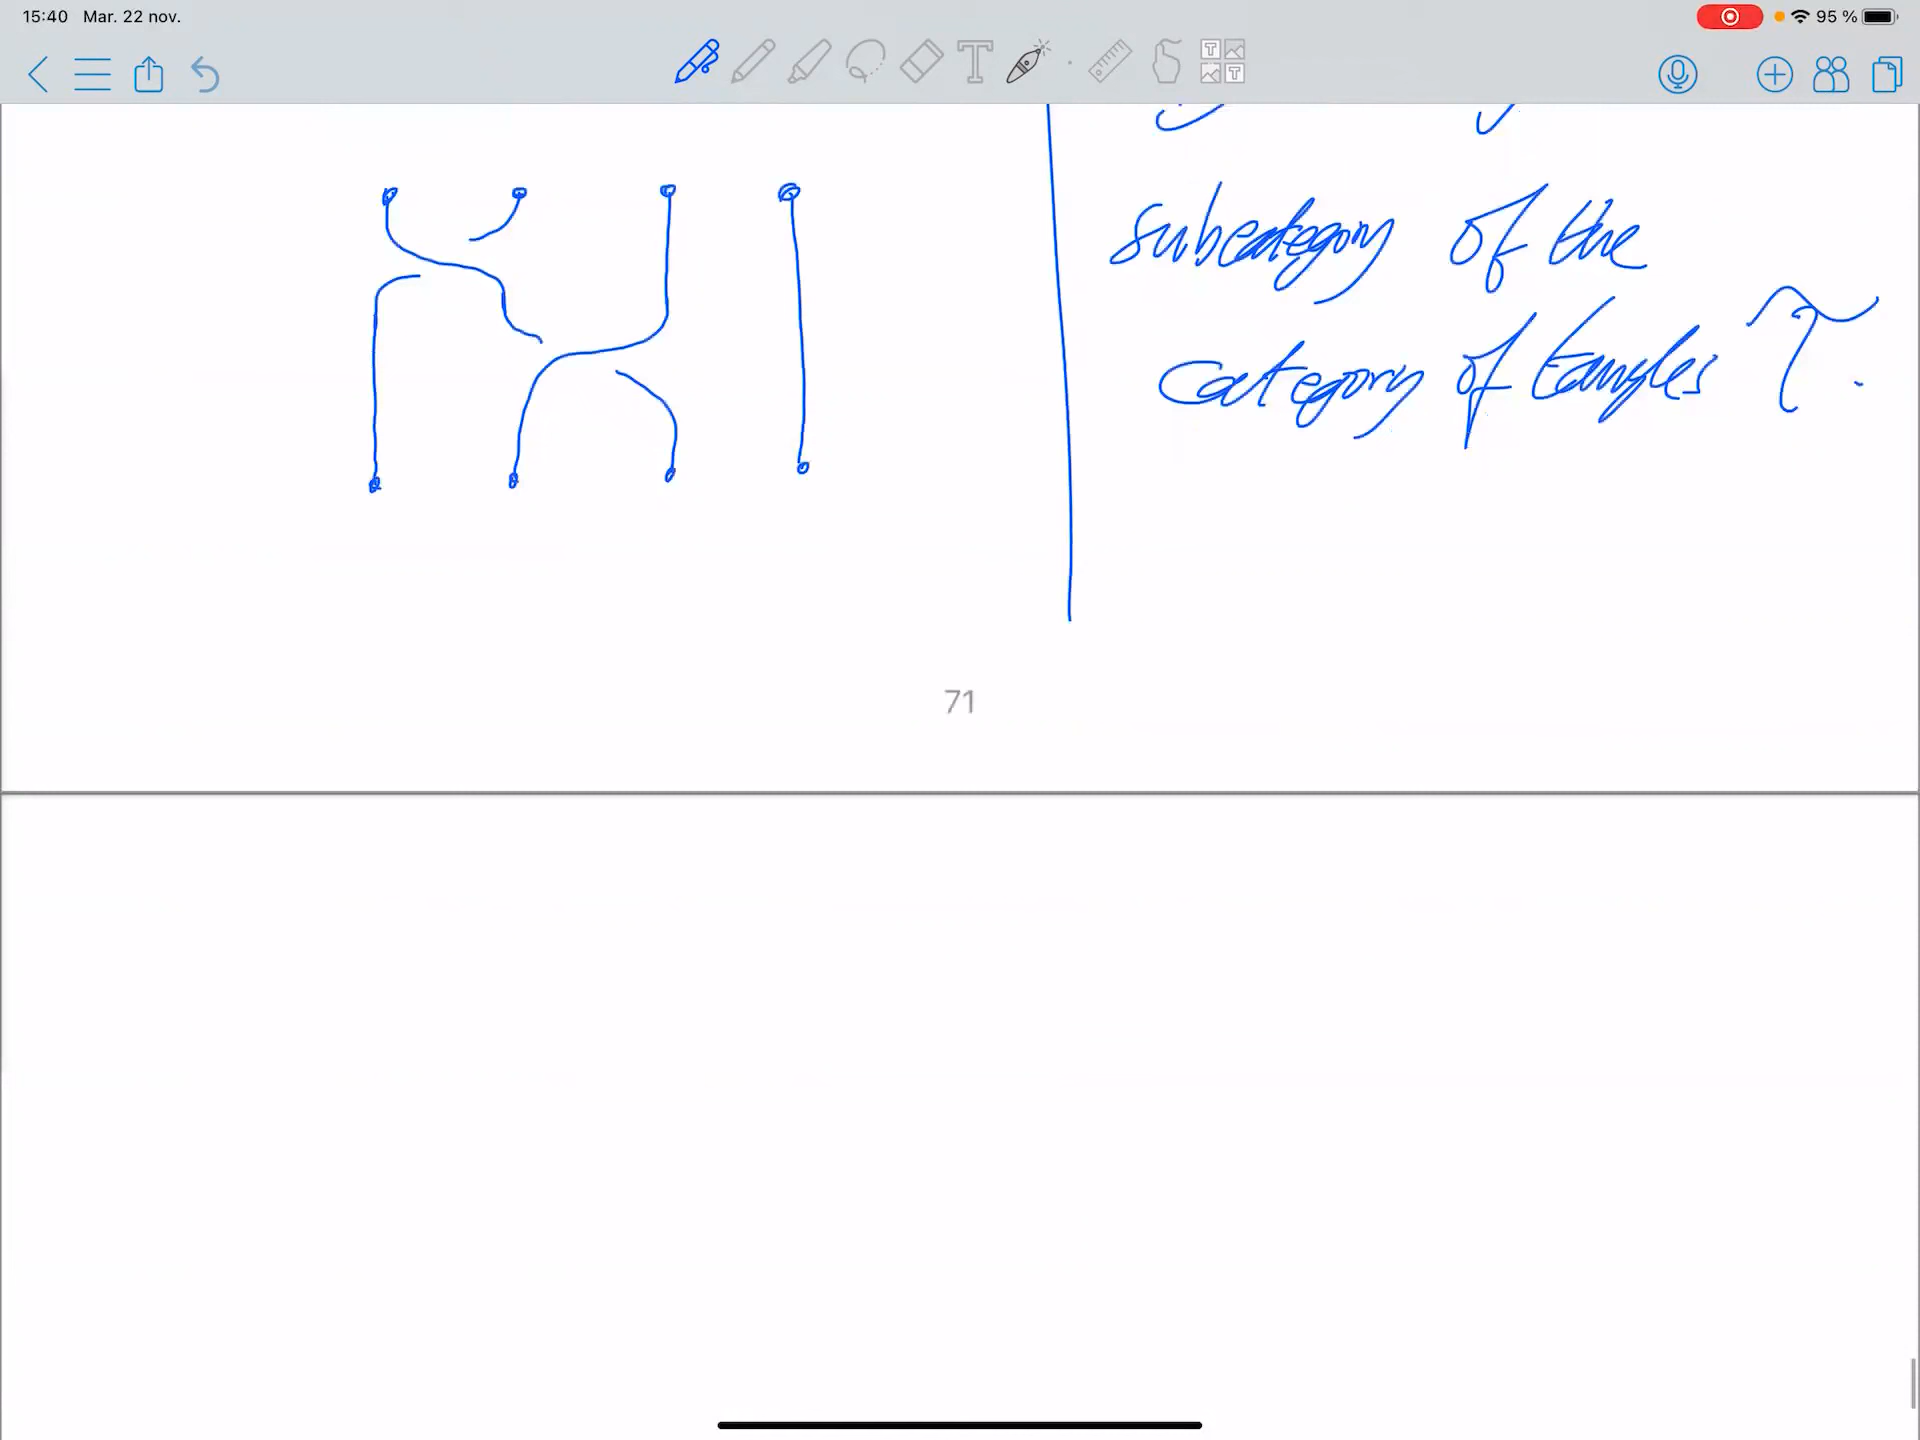 15:40 Mar. 22 nov.
95 %
subcategory of the
category of tangles T.
71